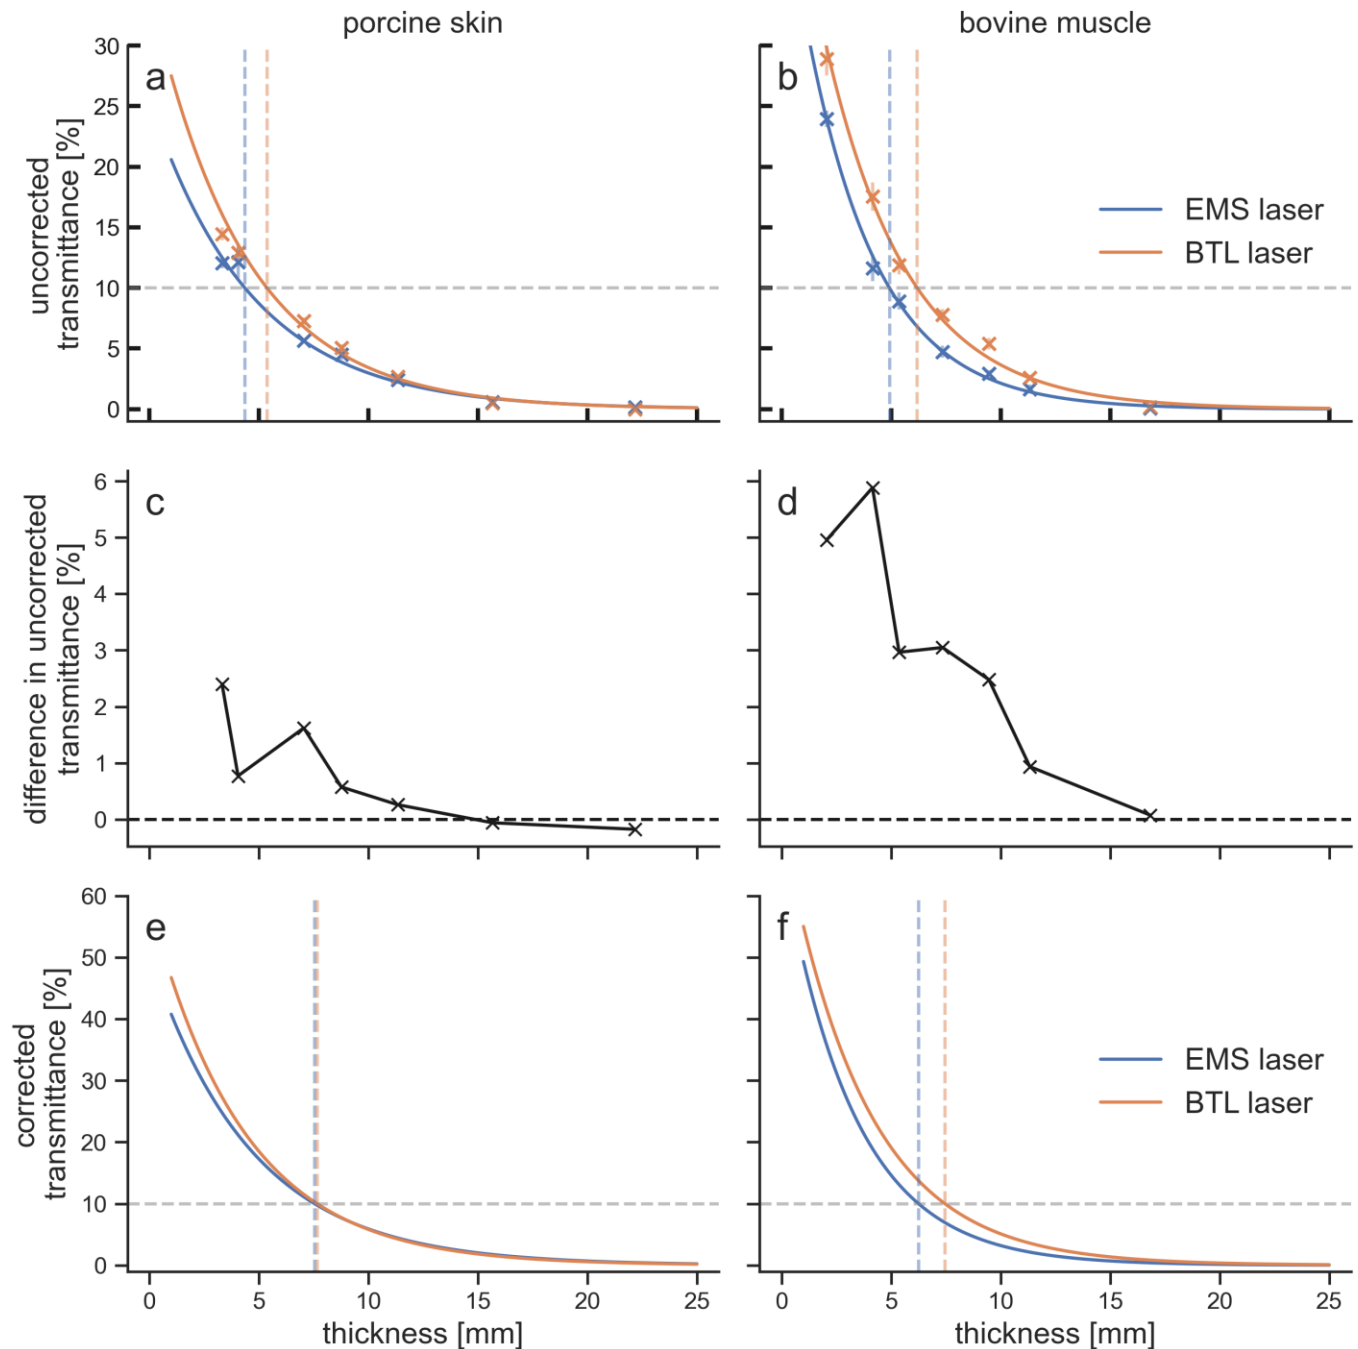 porcine skin
bovine muscle
a
30
25
20
15
10
5
0
uncorrected
transmittance [%]
b
EMS laser
BTL laser
c
6
5
4
3
2
1
0
difference in uncorrected
transmittance [%]
d
e
60
50
40
30
20
10
0
corrected
transmittance [%]
0 5 10 15 20 25
thickness [mm]
f
EMS laser
BTL laser
0 5 10 15 20 25
thickness [mm]